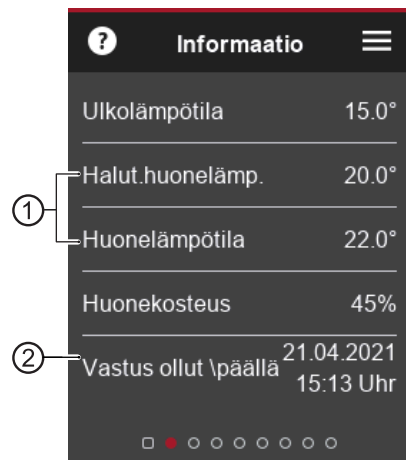 ?
Informaatio
Ulkolämpötila 15.0°
Halut.huonelämp. 20.0°
1
Huonelämpötila 22.0°
Huonekosteus 45%
2
Vastus ollut \päällä 21.04.2021
15:13 Uhr